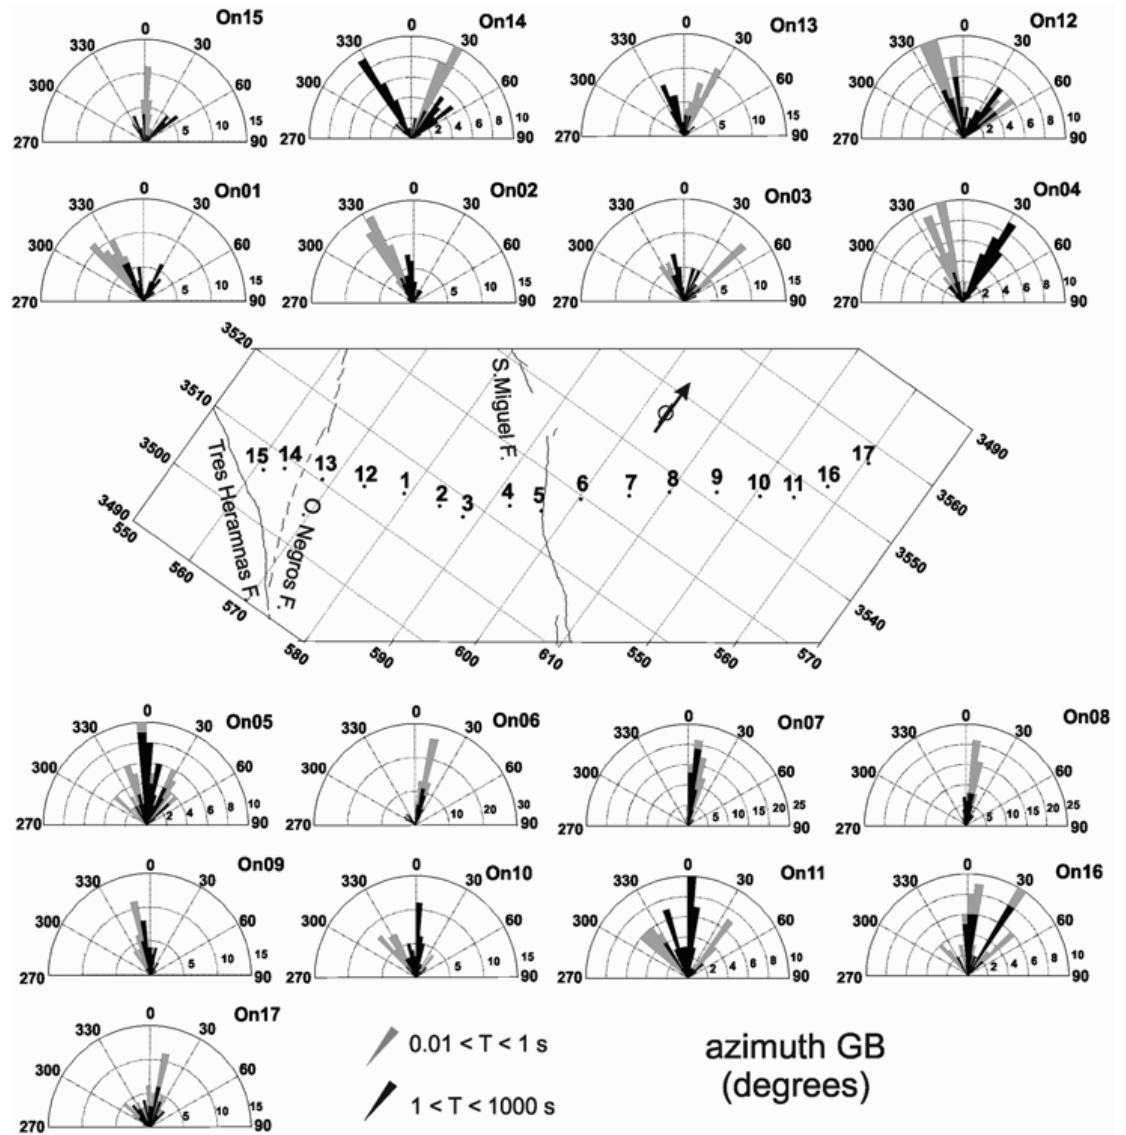 On15
0
330 30
300 60
270 5 10 15
90
On14
0
330 30
300 60
270 2 4 6 8 10
90
On13
0
330 30
300 60
270 5 10 15
90
On12
0
330 30
300 60
270 2 4 6 8 10
90
On01
0
330 30
300 60
270 5 10 15
90
On02
0
330 30
300 60
270 5 10 15
90
On03
0
330 30
300 60
270 5 10 15
90
On04
0
330 30
300 60
270 2 4 6 8 10
90
3520
3510
3500
3490
550
560
570
580
590
600
610
550
560
570
3540
3550
3560
3490
Tres Heramnas F.
O. Negros F.
S.Miguel F.
15 14 13 12 1 2 3 4 5 6 7 8 9 10 11 16 17
On05
0
330 30
300 60
270 2 4 6 8 10
90
On06
0
330 30
300 60
270 10 20 30
90
On07
0
330 30
300 60
270 5 10 15 20 25
90
On08
0
330 30
300 60
270 5 10 15 20 25
90
On09
0
330 30
300 60
270 5 10 15
90
On10
0
330 30
300 60
270 5 10 15
90
On11
0
330 30
300 60
270 2 4 6 8 10
90
On16
0
330 30
300 60
270 2 4 6 8 10
90
On17
0
330 30
300 60
270 5 10 15
90
0.01 < T < 1 s
1 < T < 1000 s
azimuth GB
(degrees)